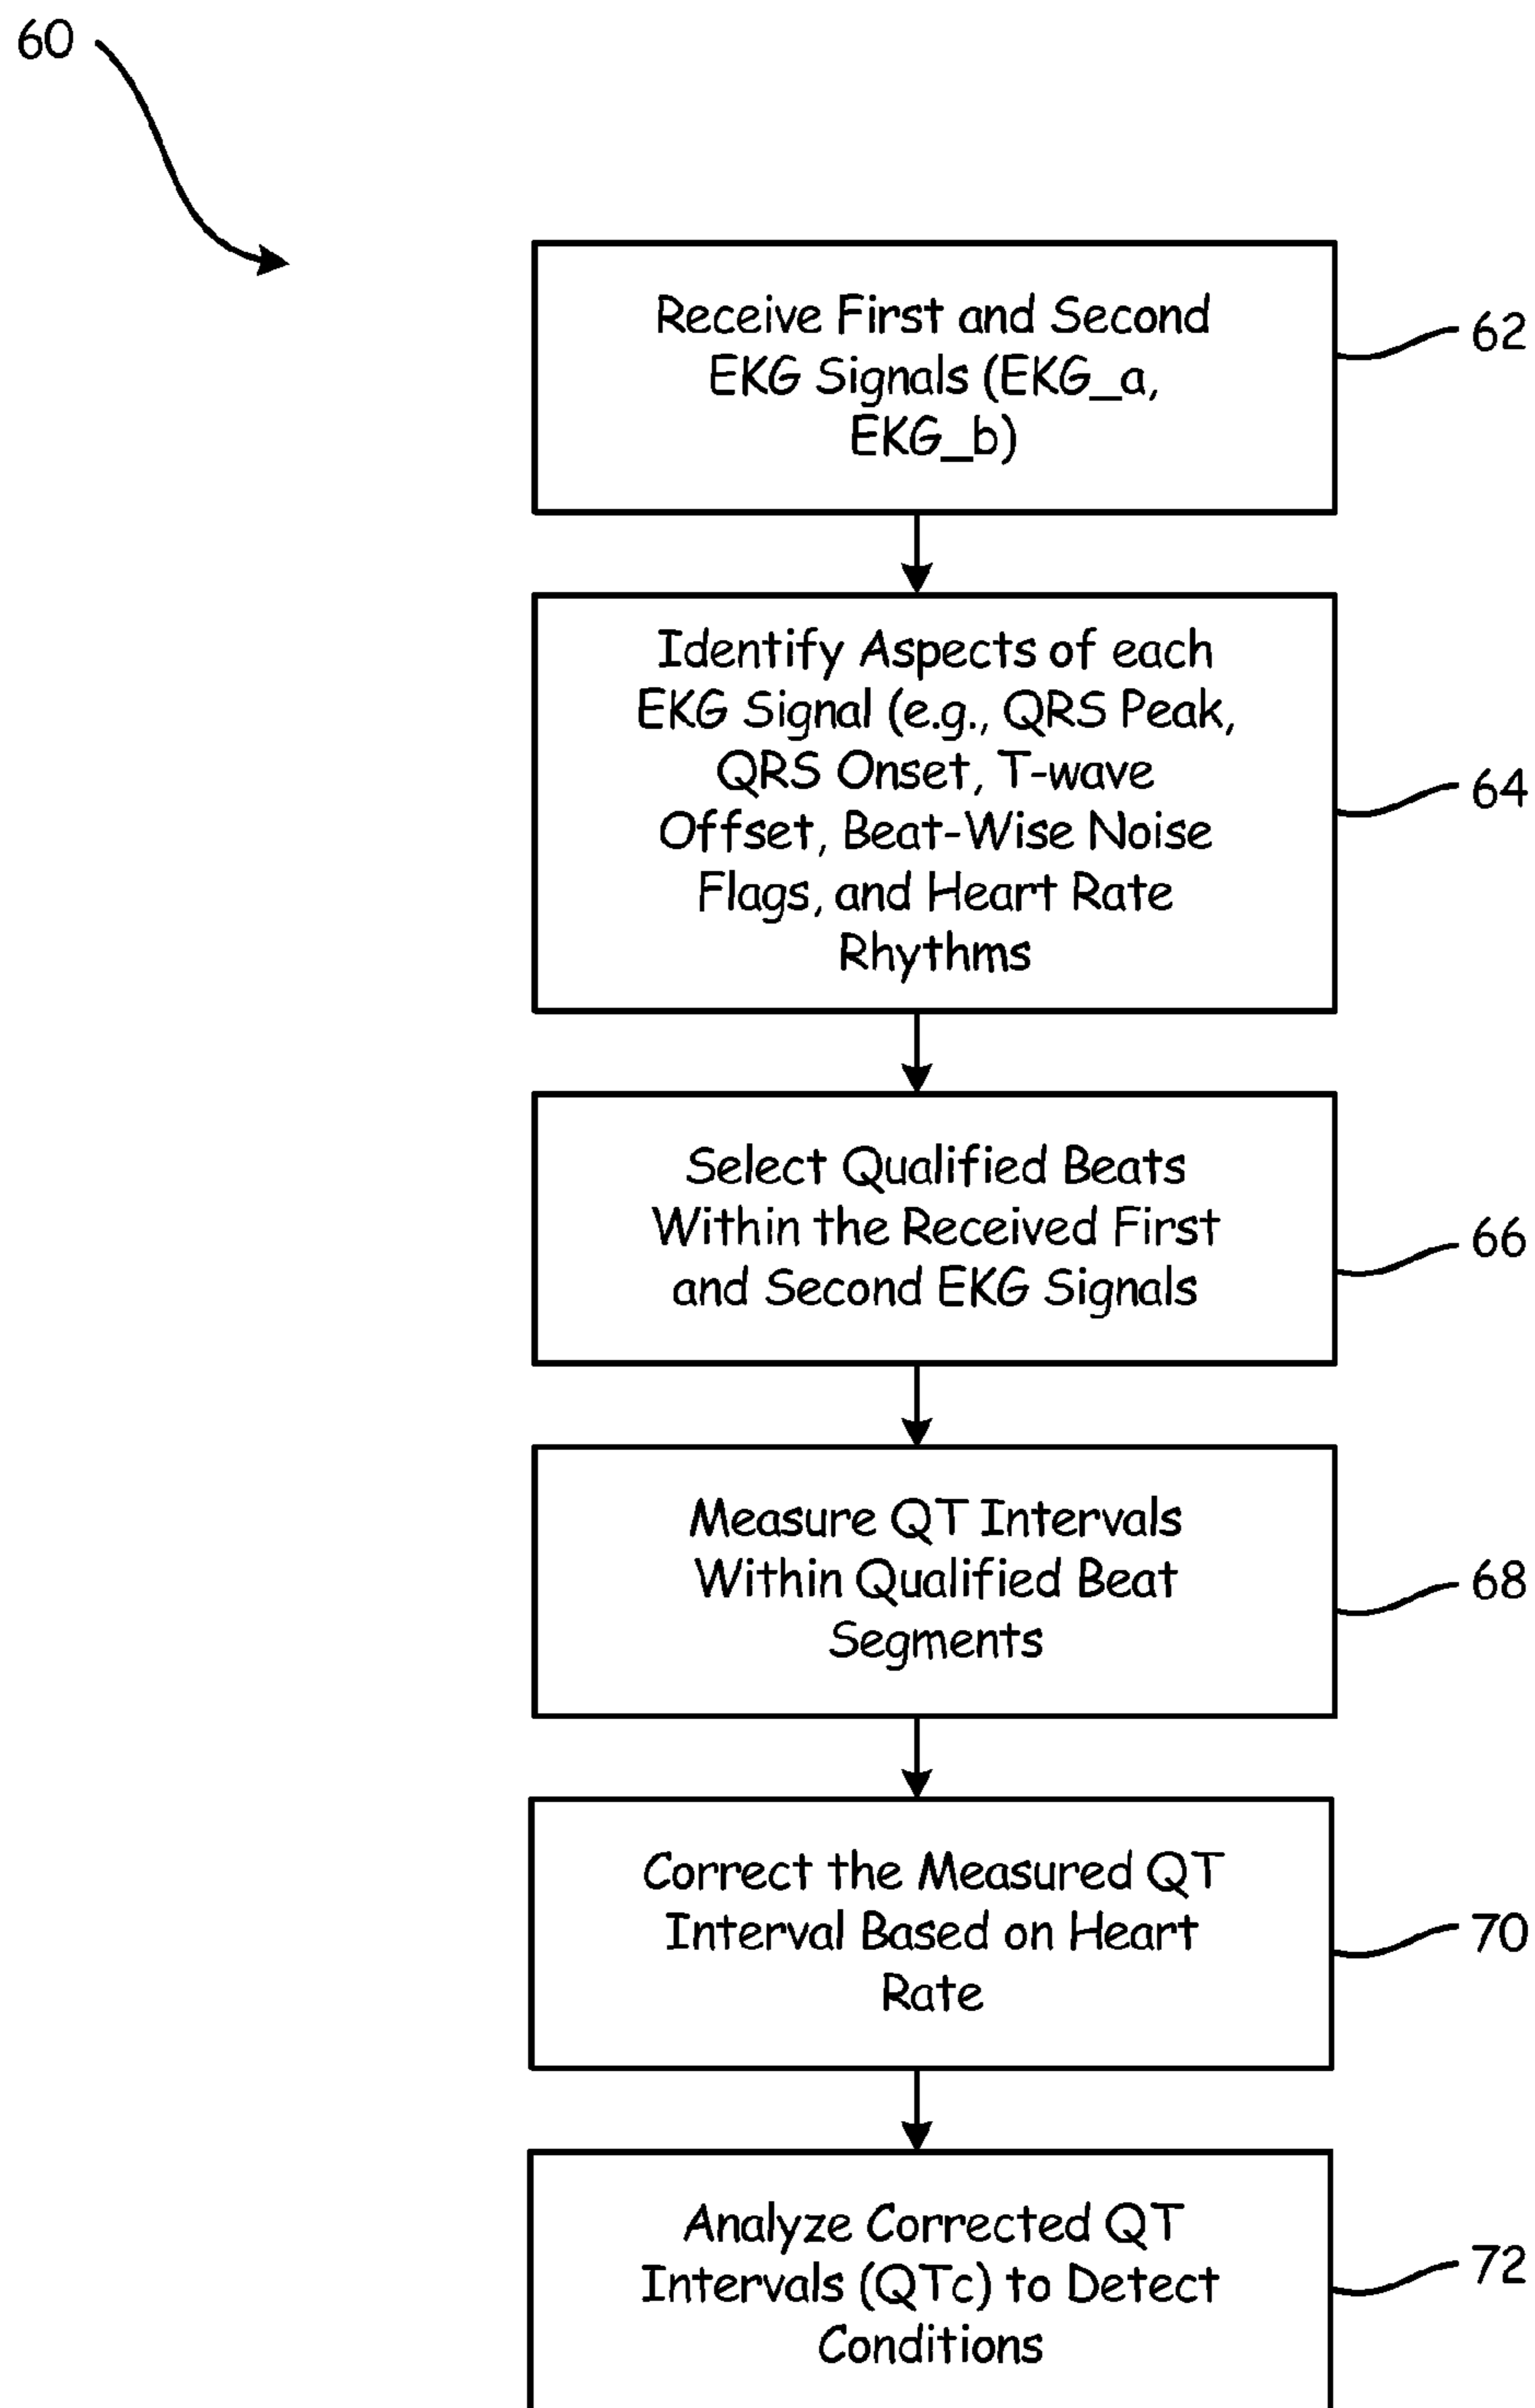 60
Receive First and Second
EKG Signals (EKG_a,
EKG_b)
62
Identify Aspects of each
EKG Signal (e.g., QRS Peak,
QRS Onset, T-wave
Offset, Beat-Wise Noise
Flags, and Heart Rate
Rhythms
64
Select Qualified Beats
Within the Received First
and Second EKG Signals
66
Measure QT Intervals
Within Qualified Beat
Segments
68
Correct the Measured QT
Interval Based on Heart
Rate
70
Analyze Corrected QT
Intervals (QTc) to Detect
Conditions
72